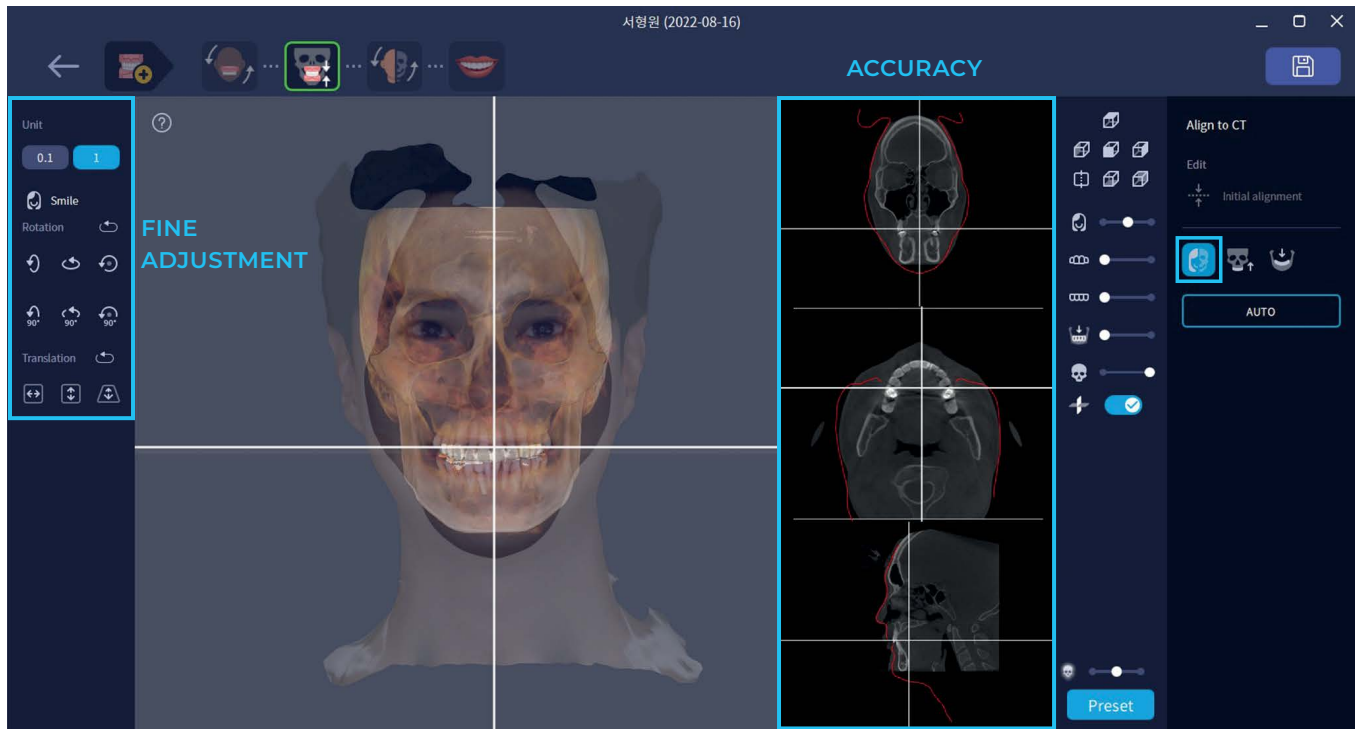 서형원 (2022-08-16)
ACCURACY
Unit
0.1 1
Smile
Rotation
90° 90° 90°
Translation
?
FINE
ADJUSTMENT
Preset
Align to CT
Edit
Initial alignment
AUTO